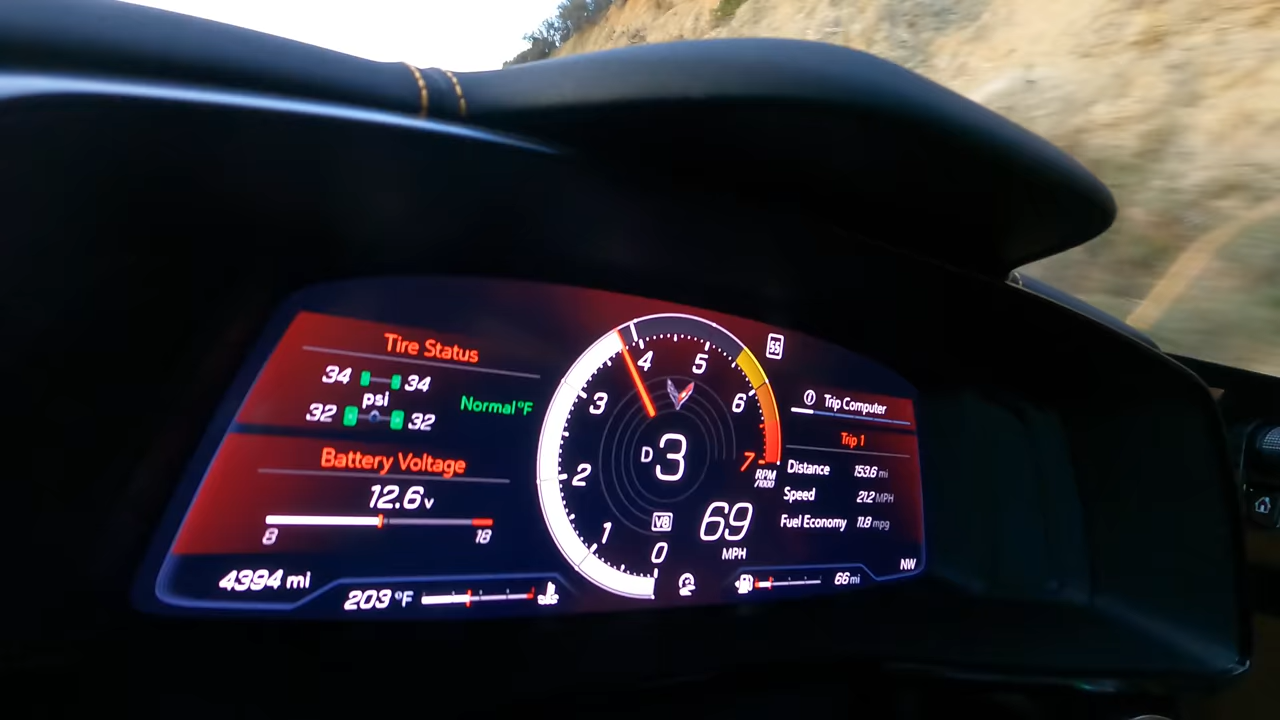 Tire Status
34 34
psi
32 32
Normal °F
Battery Voltage
12.6 v
8 18
4394 mi
203 °F
0
1
2
3
4
5
6
7
RPM
/1000
D 3
V8
69
MPH
55
Trip Computer
Trip 1
Distance 153.6 mi
Speed 21.2 MPH
Fuel Economy 11.8 mpg
66 mi
NW